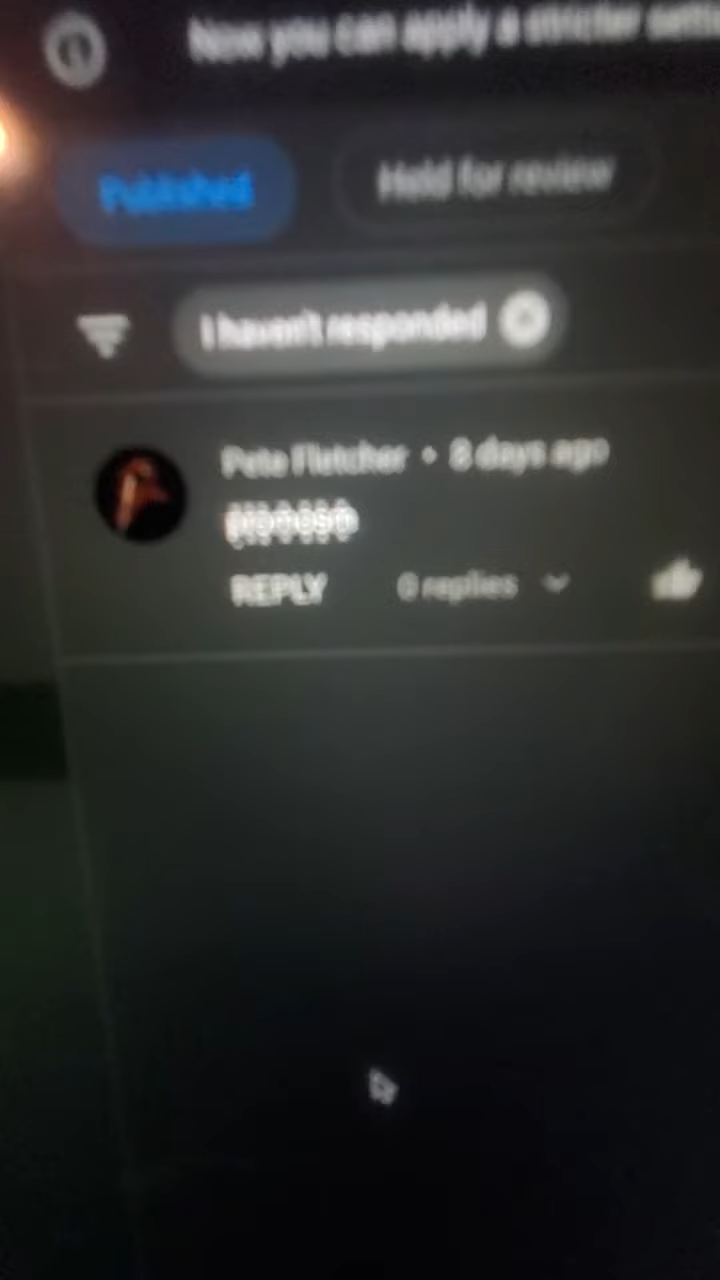 Now you can apply a stricter
Published
Held for review
I haven't responded
Pete Fletcher • 8 days ago
REPLY
0 replies